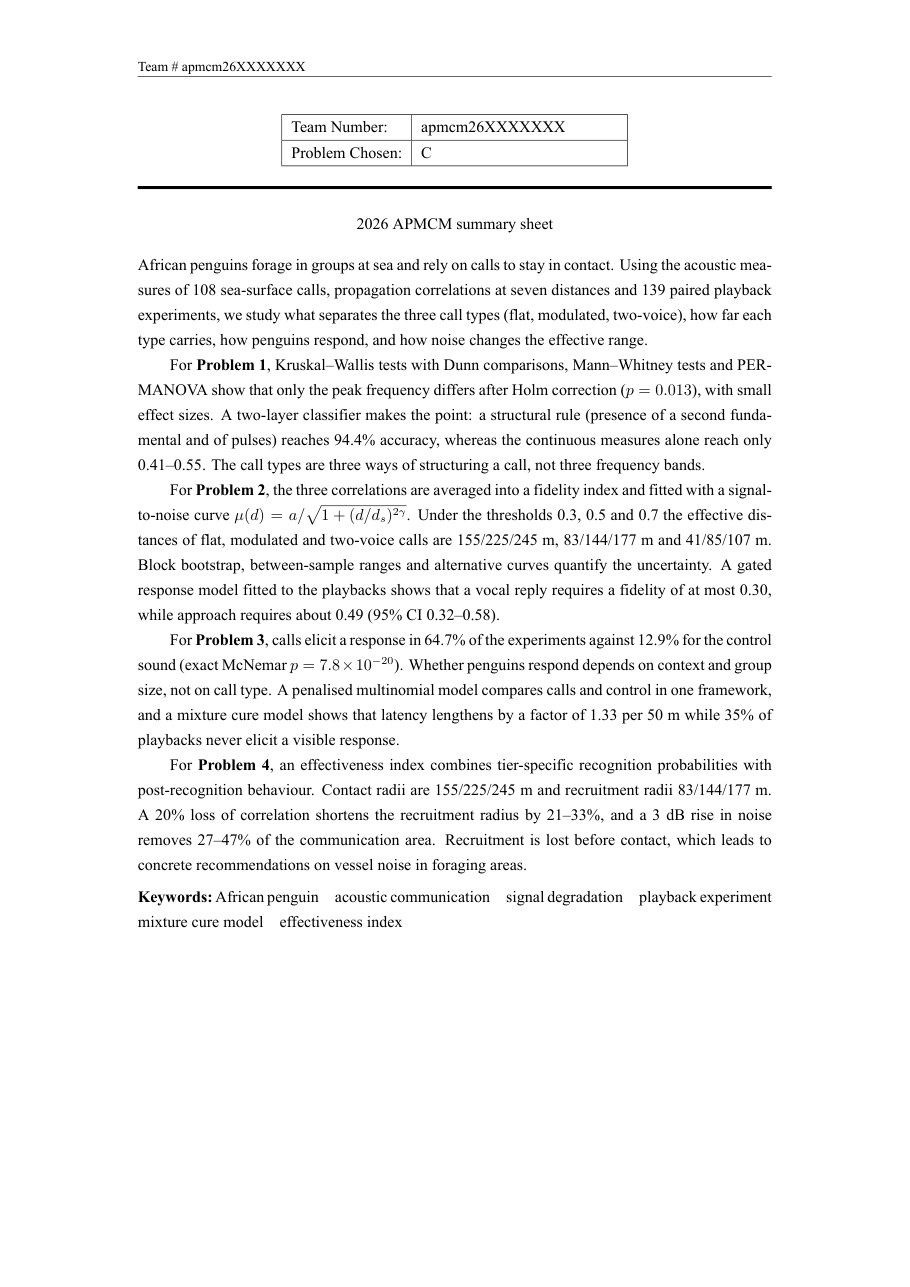 Team # apmcm26XXXXXXX
Team Number: apmcm26XXXXXXX
Problem Chosen: C
2026 APMCM summary sheet
African penguins forage in groups at sea and rely on calls to stay in contact. Using the acoustic mea-
sures of 108 sea-surface calls, propagation correlations at seven distances and 139 paired playback
experiments, we study what separates the three call types (flat, modulated, two-voice), how far each
type carries, how penguins respond, and how noise changes the effective range.
For Problem 1, Kruskal–Wallis tests with Dunn comparisons, Mann–Whitney tests and PER-
MANOVA show that only the peak frequency differs after Holm correction (p = 0.013), with small
effect sizes. A two-layer classifier makes the point: a structural rule (presence of a second funda-
mental and of pulses) reaches 94.4% accuracy, whereas the continuous measures alone reach only
0.41–0.55. The call types are three ways of structuring a call, not three frequency bands.
For Problem 2, the three correlations are averaged into a fidelity index and fitted with a signal-
to-noise curve μ(d) = a/√(1 + (d/dₛ)^{2γ}). Under the thresholds 0.3, 0.5 and 0.7 the effective dis-
tances of flat, modulated and two-voice calls are 155/225/245 m, 83/144/177 m and 41/85/107 m.
Block bootstrap, between-sample ranges and alternative curves quantify the uncertainty. A gated
response model fitted to the playbacks shows that a vocal reply requires a fidelity of at most 0.30,
while approach requires about 0.49 (95% CI 0.32–0.58).
For Problem 3, calls elicit a response in 64.7% of the experiments against 12.9% for the control
sound (exact McNemar p = 7.8 × 10⁻²⁰). Whether penguins respond depends on context and group
size, not on call type. A penalised multinomial model compares calls and control in one framework,
and a mixture cure model shows that latency lengthens by a factor of 1.33 per 50 m while 35% of
playbacks never elicit a visible response.
For Problem 4, an effectiveness index combines tier-specific recognition probabilities with
post-recognition behaviour. Contact radii are 155/225/245 m and recruitment radii 83/144/177 m.
A 20% loss of correlation shortens the recruitment radius by 21–33%, and a 3 dB rise in noise
removes 27–47% of the communication area. Recruitment is lost before contact, which leads to
concrete recommendations on vessel noise in foraging areas.
Keywords: African penguin acoustic communication signal degradation playback experiment
mixture cure model effectiveness index